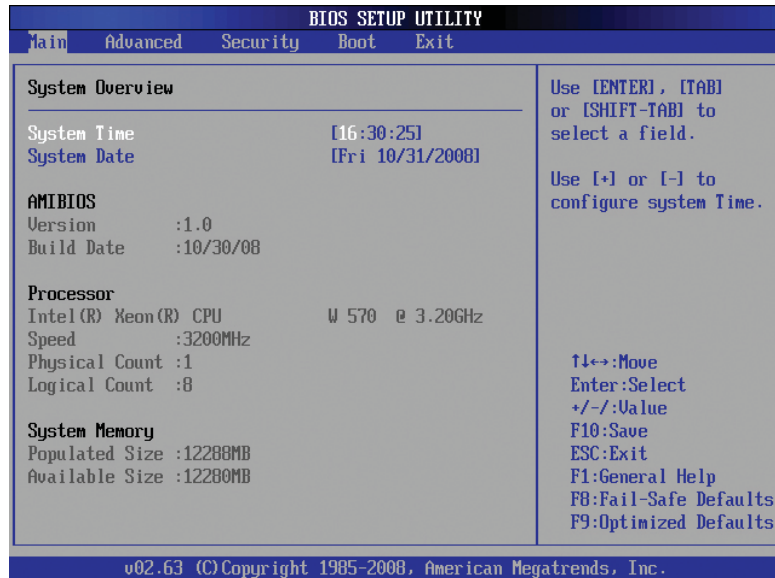 BIOS SETUP UTILITY
Main Advanced Security Boot Exit
System Overview
System Time [16:30:25]
System Date [Fri 10/31/2008]
AMIBIOS
Version :1.0
Build Date :10/30/08
Processor
Intel(R) Xeon(R) CPU W 570 @ 3.20GHz
Speed :3200MHz
Physical Count :1
Logical Count :8
System Memory
Populated Size :12288MB
Available Size :12280MB
Use [ENTER], [TAB]
or [SHIFT-TAB] to
select a field.
Use [+] or [-] to
configure system Time.
↑↓↔:Move
Enter:Select
+/-/:Value
F10:Save
ESC:Exit
F1:General Help
F8:Fail-Safe Defaults
F9:Optimized Defaults
v02.63 (C)Copyright 1985-2008, American Megatrends, Inc.